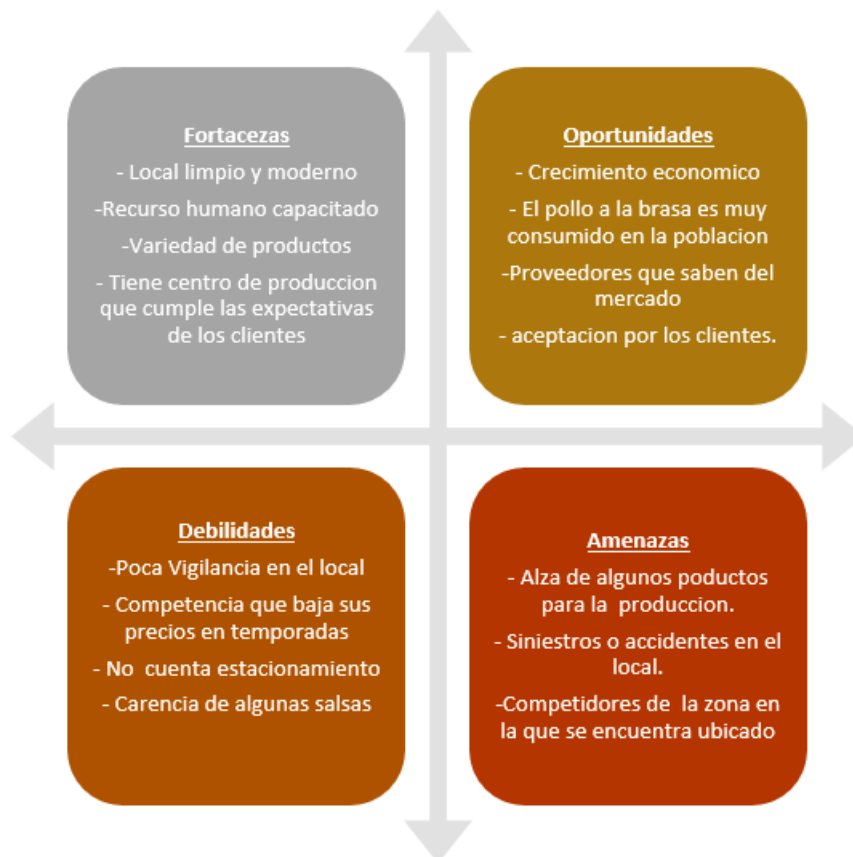 Fortacezas
- Local limpio y moderno
-Recurso humano capacitado
-Variedad de productos
- Tiene centro de produccion
que cumple las expectativas
de los clientes
Oportunidades
- Crecimiento economico
- El pollo a la brasa es muy
consumido en la poblacion
-Proveedores que saben del
mercado
- aceptacion por los clientes.
Debilidades
-Poca Vigilancia en el local
- Competencia que baja sus
precios en temporadas
- No cuenta estacionamiento
- Carencia de algunas salsas
Amenazas
- Alza de algunos poductos
para la produccion.
- Siniestros o accidentes en el
local.
-Competidores de la zona en
la que se encuentra ubicado